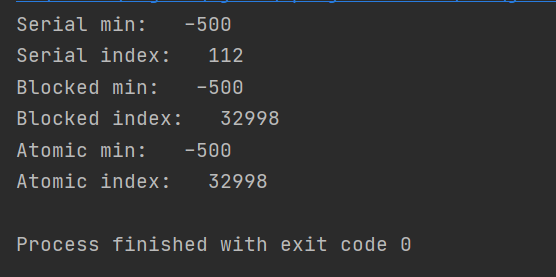 Serial min:   -500
Serial index:   112
Blocked min:   -500
Blocked index:   32998
Atomic min:   -500
Atomic index:   32998
Process finished with exit code 0